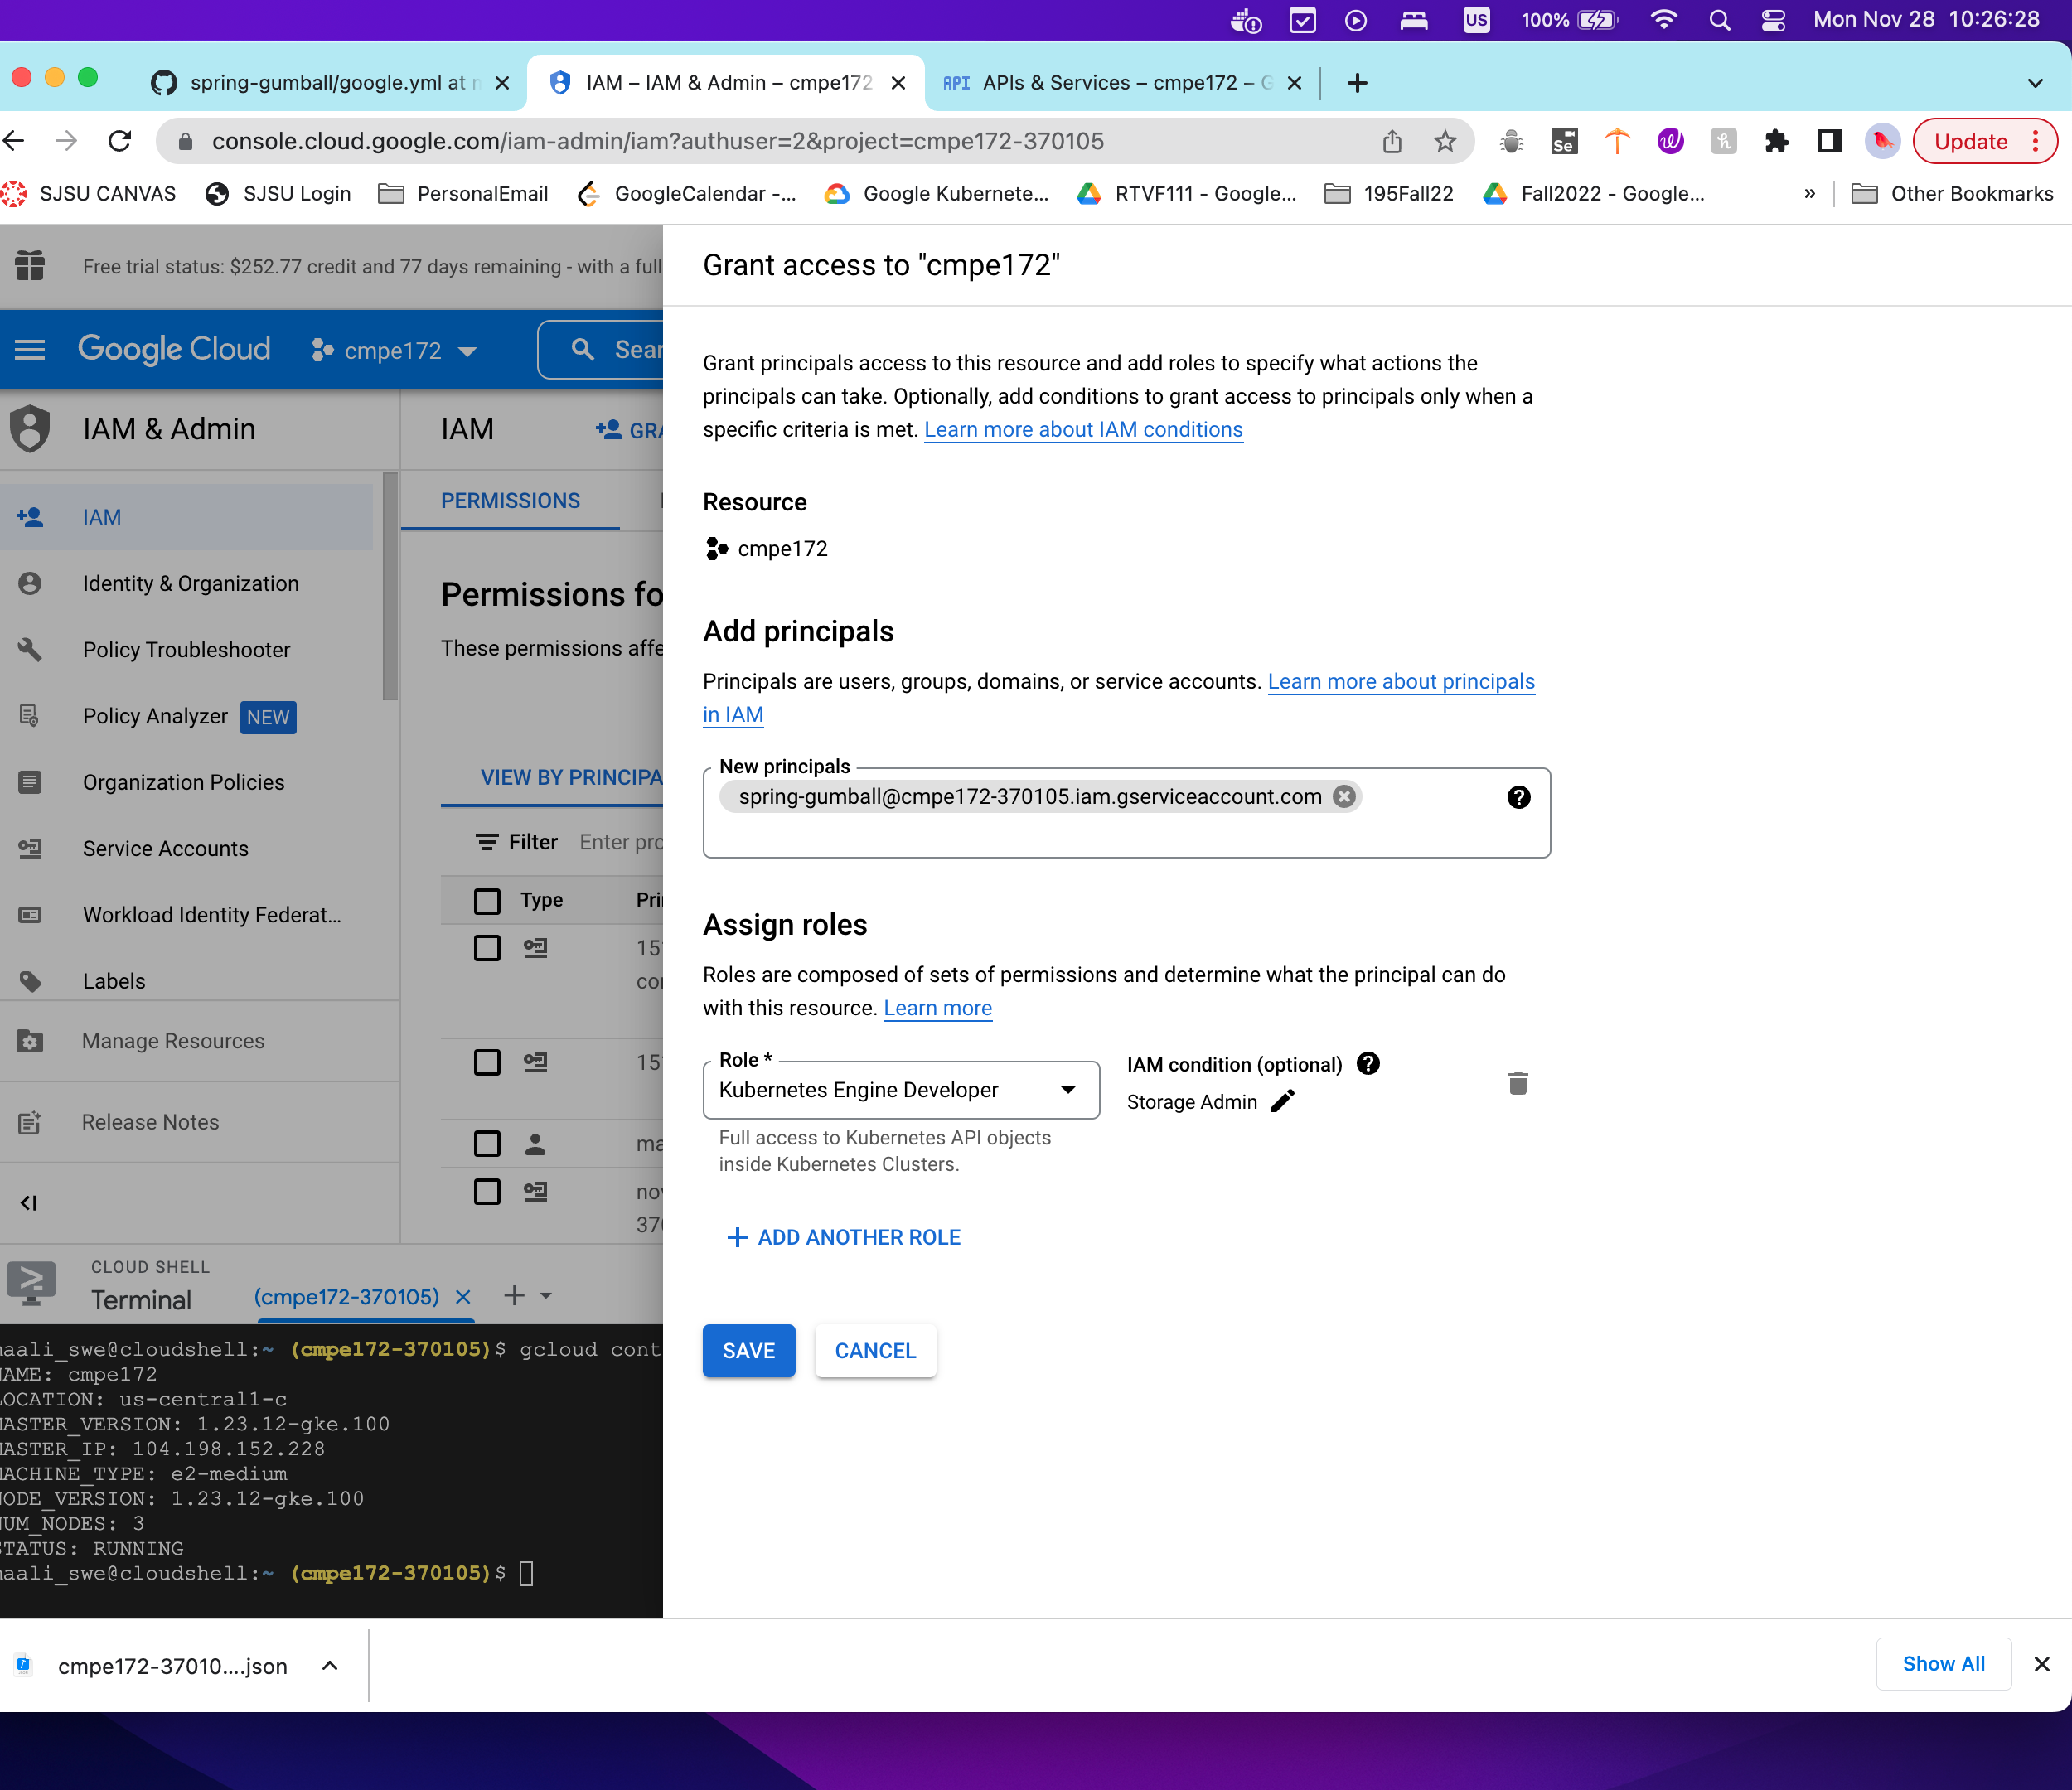 US
100%
Mon Nov 28 10:26:28
spring-gumball/google.yml at
IAM – IAM & Admin – cmpe172
API APIs & Services – cmpe172 – G
console.cloud.google.com/iam-admin/iam?authuser=2&project=cmpe172-370105
Se
Update
SJSU CANVAS
SJSU Login
PersonalEmail
GoogleCalendar -...
Google Kubernete...
RTVF111 - Google...
195Fall22
Fall2022 - Google...
»
Other Bookmarks
Free trial status: $252.77 credit and 77 days remaining - with a full
Google Cloud
cmpe172
Sear
IAM & Admin
IAM
Identity & Organization
Policy Troubleshooter
Policy Analyzer NEW
Organization Policies
Service Accounts
Workload Identity Federat...
Labels
Manage Resources
Release Notes
IAM
GRA
PERMISSIONS
Permissions fo
These permissions affe
VIEW BY PRINCIPA
Filter Enter pro
Type Pri
15
co
15
ma
no
370
CLOUD SHELL
Terminal
(cmpe172-370105)
aali_swe@cloudshell:~ (cmpe172-370105)$ gcloud cont
NAME: cmpe172
LOCATION: us-central1-c
MASTER_VERSION: 1.23.12-gke.100
MASTER_IP: 104.198.152.228
MACHINE_TYPE: e2-medium
NODE_VERSION: 1.23.12-gke.100
NUM_NODES: 3
STATUS: RUNNING
aali_swe@cloudshell:~ (cmpe172-370105)$
Grant access to "cmpe172"
Grant principals access to this resource and add roles to specify what actions the
principals can take. Optionally, add conditions to grant access to principals only when a
specific criteria is met. Learn more about IAM conditions
Resource
cmpe172
Add principals
Principals are users, groups, domains, or service accounts. Learn more about principals
in IAM
New principals
spring-gumball@cmpe172-370105.iam.gserviceaccount.com
Assign roles
Roles are composed of sets of permissions and determine what the principal can do
with this resource. Learn more
Role *
Kubernetes Engine Developer
Full access to Kubernetes API objects
inside Kubernetes Clusters.
IAM condition (optional)
Storage Admin
ADD ANOTHER ROLE
SAVE
CANCEL
cmpe172-37010....json
Show All